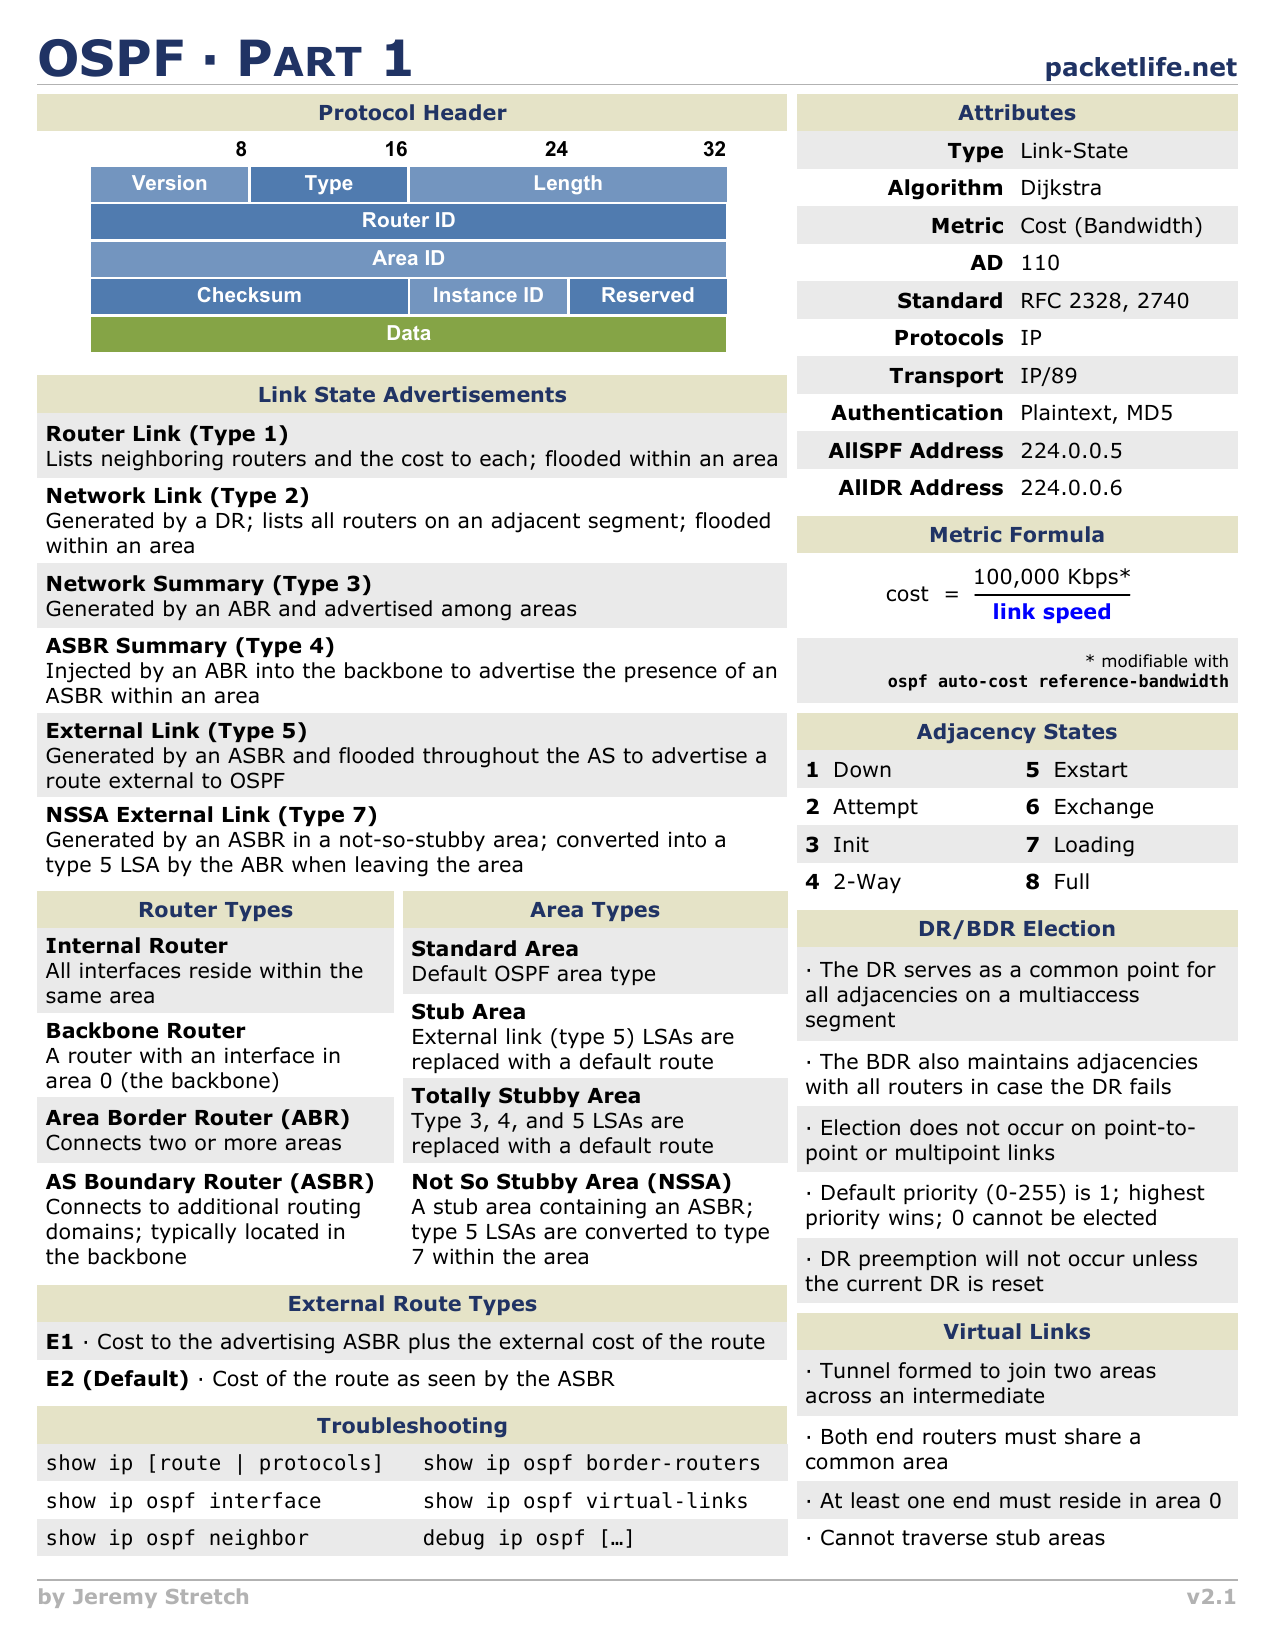 OSPF · PART 1
packetlife.net
Protocol Header
8 16 24 32
Version Type Length
Router ID
Area ID
Checksum Instance ID Reserved
Data
Link State Advertisements
Router Link (Type 1)
Lists neighboring routers and the cost to each; flooded within an area
Network Link (Type 2)
Generated by a DR; lists all routers on an adjacent segment; flooded
within an area
Network Summary (Type 3)
Generated by an ABR and advertised among areas
ASBR Summary (Type 4)
Injected by an ABR into the backbone to advertise the presence of an
ASBR within an area
External Link (Type 5)
Generated by an ASBR and flooded throughout the AS to advertise a
route external to OSPF
NSSA External Link (Type 7)
Generated by an ASBR in a not-so-stubby area; converted into a
type 5 LSA by the ABR when leaving the area
Router Types
Internal Router
All interfaces reside within the
same area
Backbone Router
A router with an interface in
area 0 (the backbone)
Area Border Router (ABR)
Connects two or more areas
AS Boundary Router (ASBR)
Connects to additional routing
domains; typically located in
the backbone
Area Types
Standard Area
Default OSPF area type
Stub Area
External link (type 5) LSAs are
replaced with a default route
Totally Stubby Area
Type 3, 4, and 5 LSAs are
replaced with a default route
Not So Stubby Area (NSSA)
A stub area containing an ASBR;
type 5 LSAs are converted to type
7 within the area
External Route Types
E1 · Cost to the advertising ASBR plus the external cost of the route
E2 (Default) · Cost of the route as seen by the ASBR
Troubleshooting
show ip [route | protocols] show ip ospf border-routers
show ip ospf interface show ip ospf virtual-links
show ip ospf neighbor debug ip ospf […]
Attributes
Type Link-State
Algorithm Dijkstra
Metric Cost (Bandwidth)
AD 110
Standard RFC 2328, 2740
Protocols IP
Transport IP/89
Authentication Plaintext, MD5
AllSPF Address 224.0.0.5
AllDR Address 224.0.0.6
Metric Formula
100,000 Kbps*
cost =
link speed
* modifiable with
ospf auto-cost reference-bandwidth
Adjacency States
1 Down 5 Exstart
2 Attempt 6 Exchange
3 Init 7 Loading
4 2-Way 8 Full
DR/BDR Election
· The DR serves as a common point for
all adjacencies on a multiaccess
segment
· The BDR also maintains adjacencies
with all routers in case the DR fails
· Election does not occur on point-to-
point or multipoint links
· Default priority (0-255) is 1; highest
priority wins; 0 cannot be elected
· DR preemption will not occur unless
the current DR is reset
Virtual Links
· Tunnel formed to join two areas
across an intermediate
· Both end routers must share a
common area
· At least one end must reside in area 0
· Cannot traverse stub areas
by Jeremy Stretch
v2.1